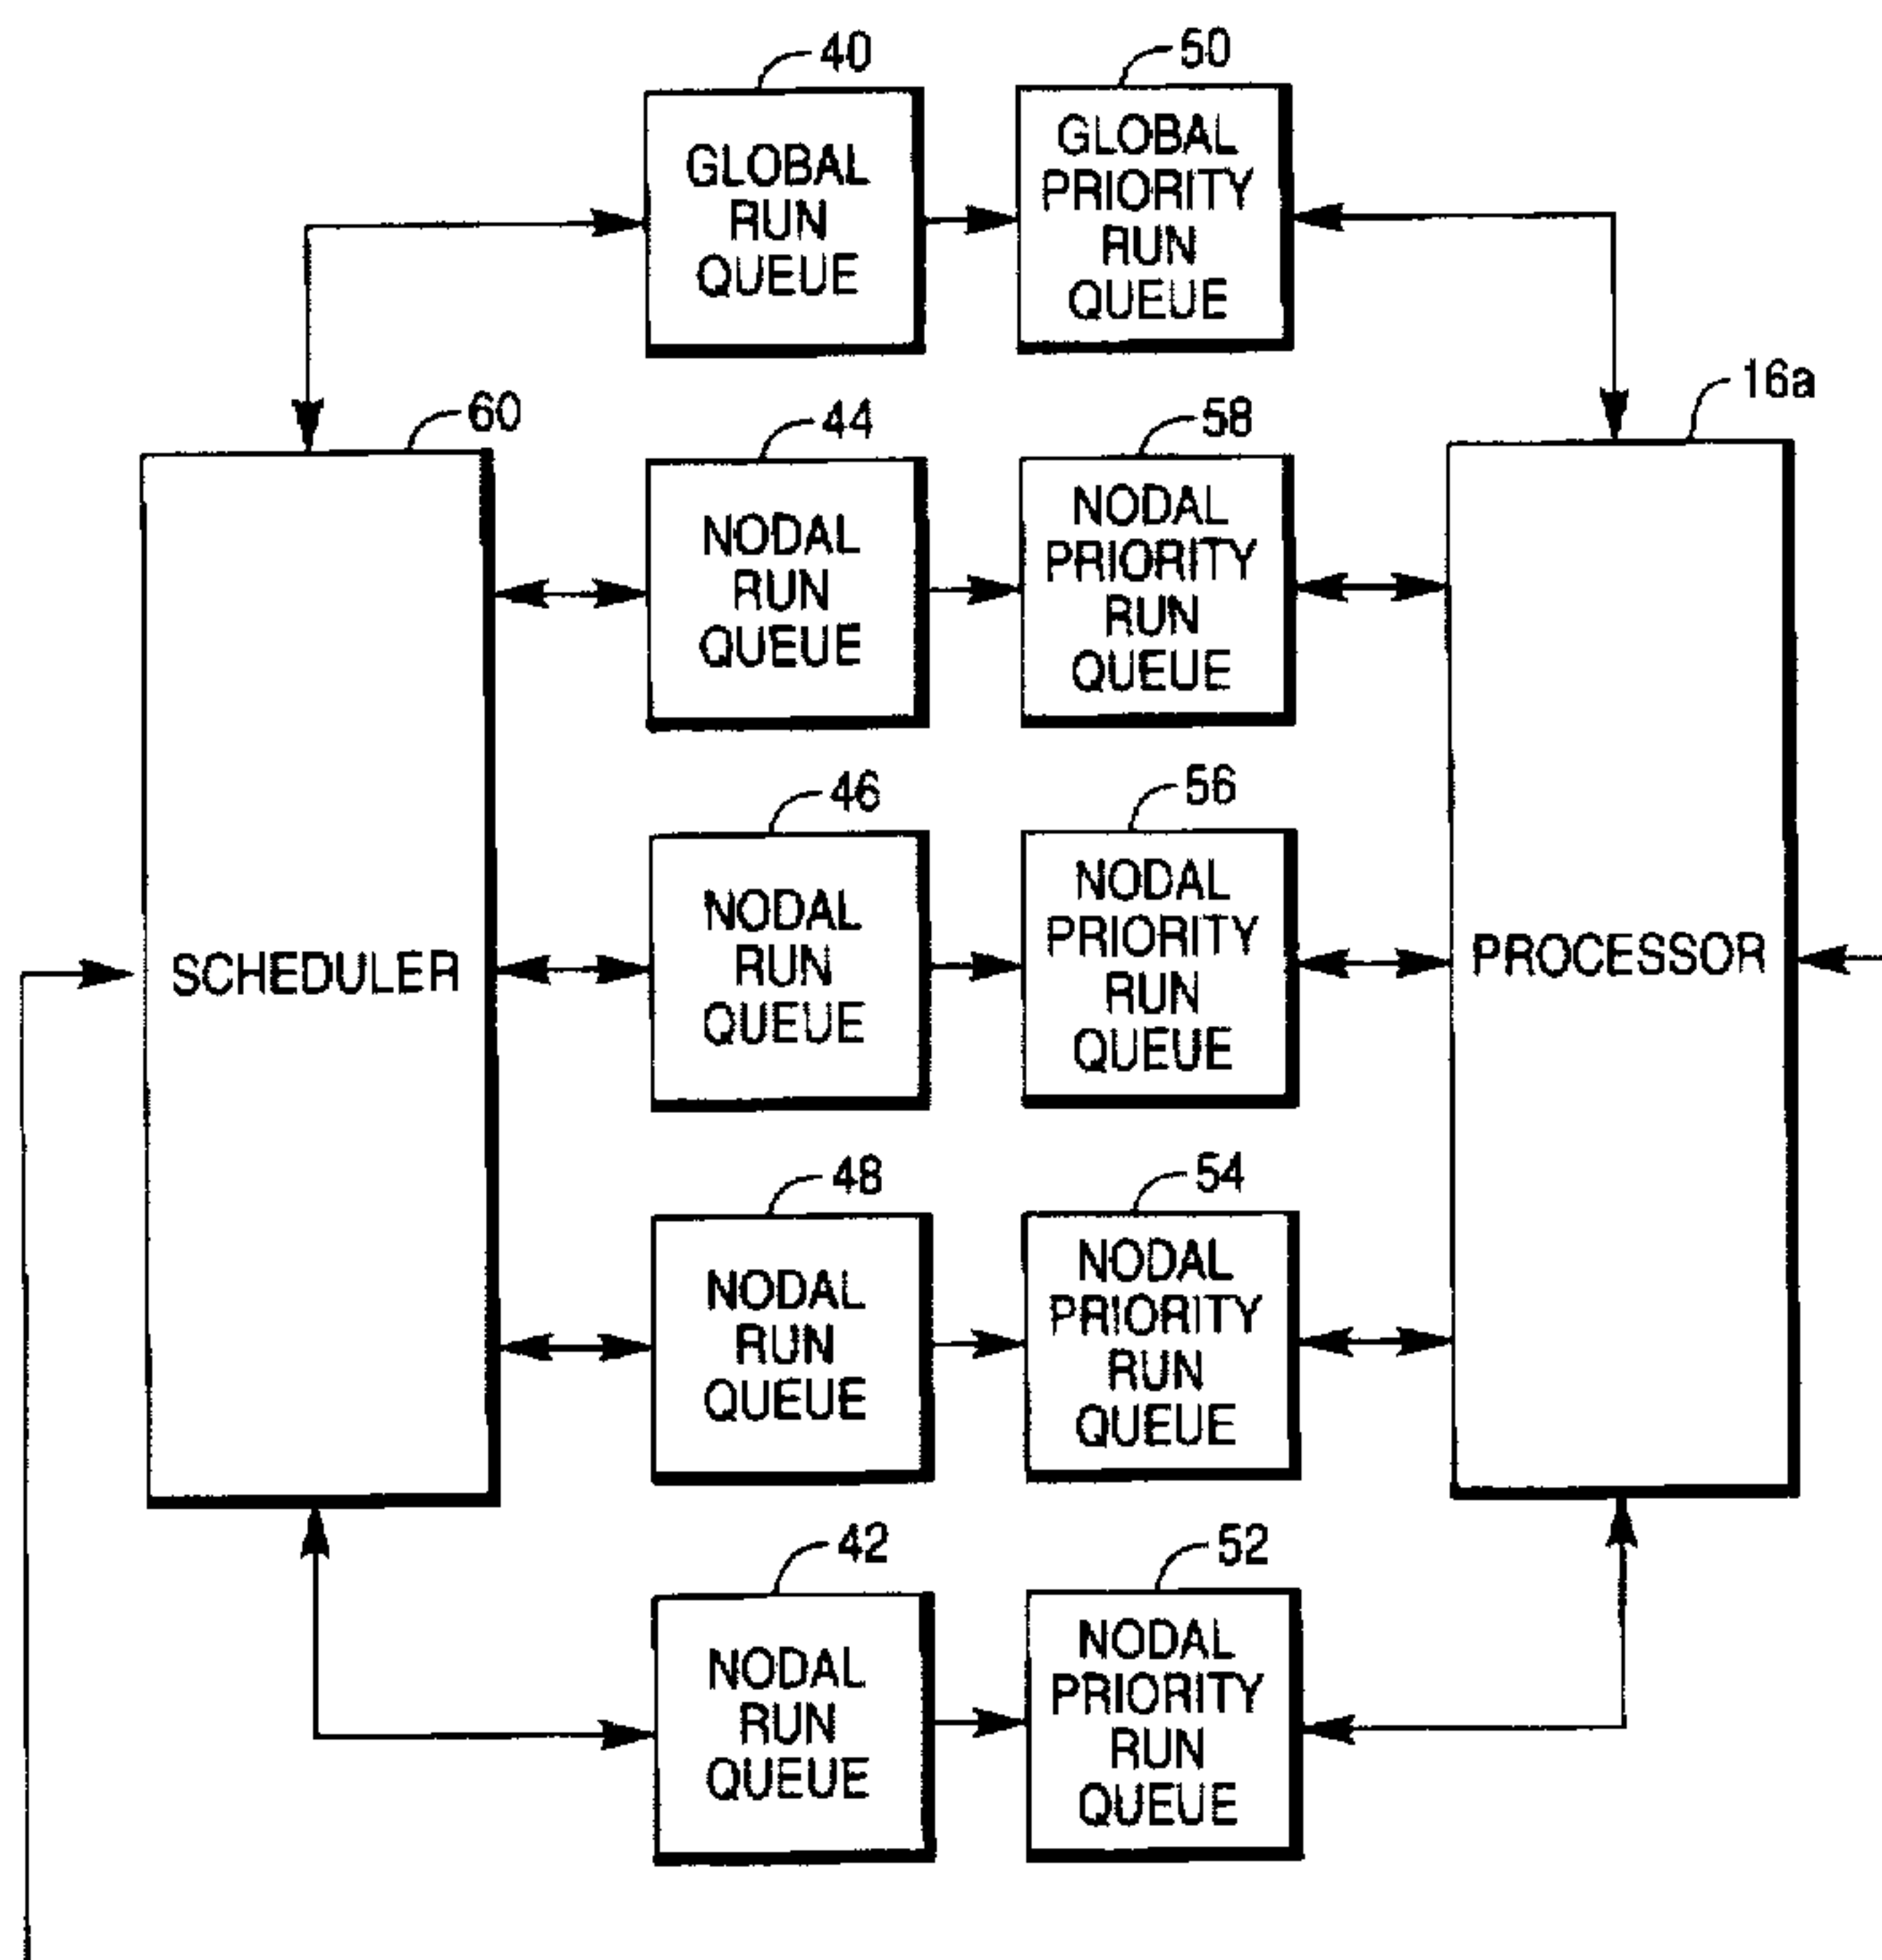 40
50
GLOBAL
RUN
QUEUE
GLOBAL
PRIORITY
RUN
QUEUE
16a
60
44
58
NODAL
RUN
QUEUE
NODAL
PRIORITY
RUN
QUEUE
46
56
SCHEDULER
NODAL
RUN
QUEUE
NODAL
PRIORITY
RUN
QUEUE
PROCESSOR
48
54
NODAL
RUN
QUEUE
NODAL
PRIORITY
RUN
QUEUE
42
52
NODAL
RUN
QUEUE
NODAL
PRIORITY
RUN
QUEUE